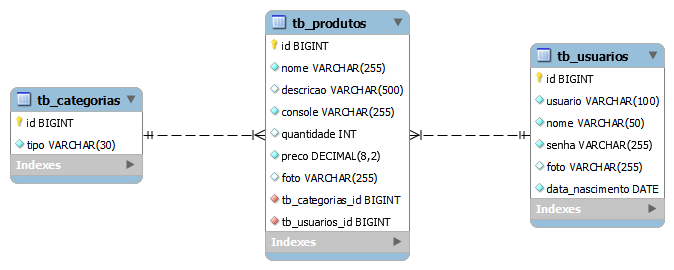 tb_categorias
id BIGINT
tipo VARCHAR(30)
Indexes
tb_produtos
id BIGINT
nome VARCHAR(255)
descricao VARCHAR(500)
console VARCHAR(255)
quantidade INT
preco DECIMAL(8,2)
foto VARCHAR(255)
tb_categorias_id BIGINT
tb_usuarios_id BIGINT
Indexes
tb_usuarios
id BIGINT
usuario VARCHAR(100)
nome VARCHAR(50)
senha VARCHAR(255)
foto VARCHAR(255)
data_nascimento DATE
Indexes